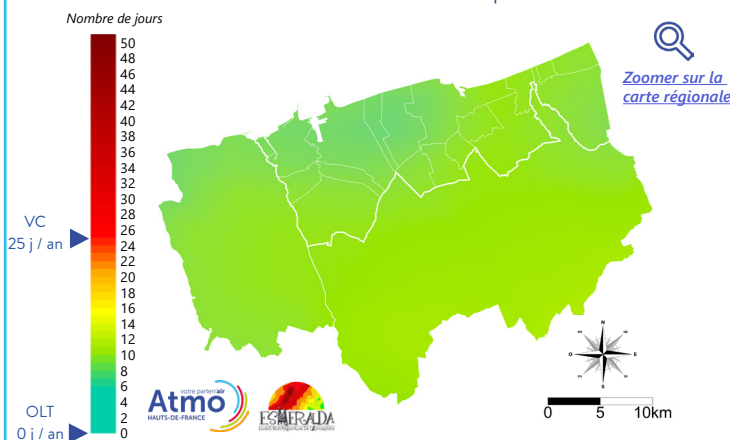 Nombre de jours
50
48
46
44
42
40
38
36
34
32
30
28
26
24
22
20
18
16
14
12
10
8
6
4
2
0
VC
25 j / an
OLT
0 j / an
Zoomer sur la
carte régionale
votre parten'air
Atmo
HAUTS-DE-FRANCE
ESMERALDA
N
O
E
S
0 5 10km